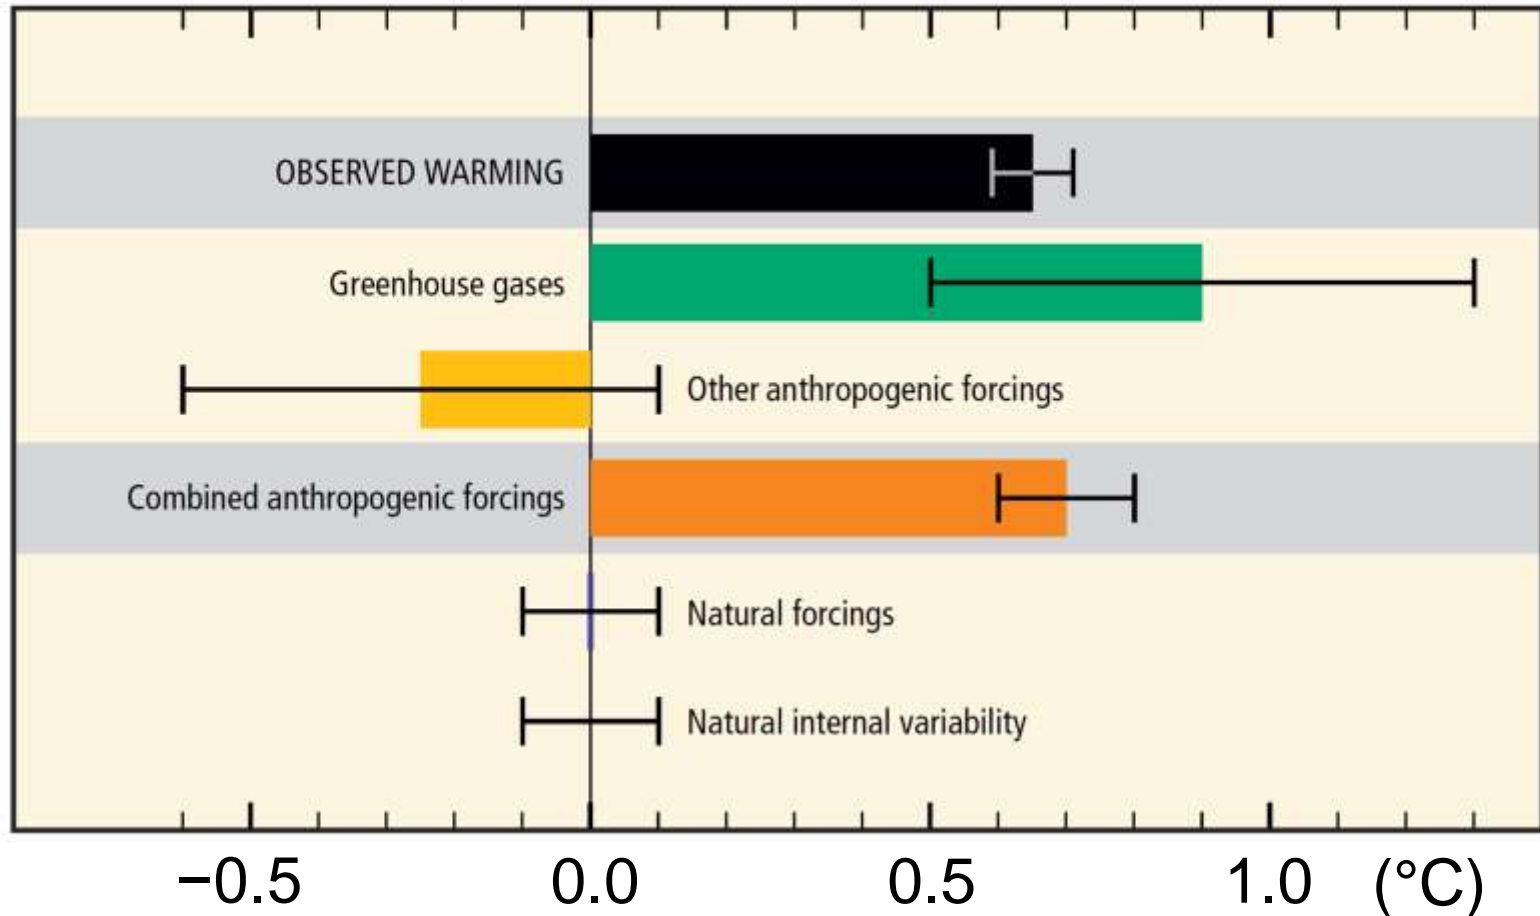 OBSERVED WARMING
Greenhouse gases
Other anthropogenic forcings
Combined anthropogenic forcings
Natural forcings
Natural internal variability
−0.5 0.0 0.5 1.0 (°C)